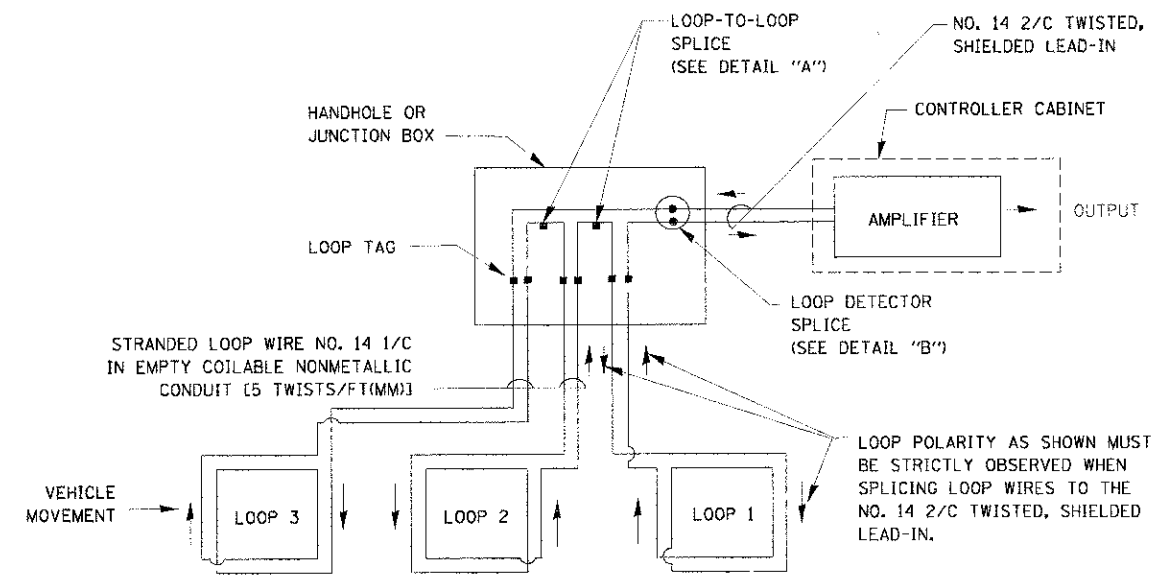 LOOP-TO-LOOP
SPLICE
(SEE DETAIL "A")
NO. 14 2/C TWISTED,
SHIELDED LEAD-IN
HANDHOLE OR
JUNCTION BOX
CONTROLLER CABINET
AMPLIFIER
OUTPUT
LOOP TAG
LOOP DETECTOR
SPLICE
(SEE DETAIL "B")
STRANDED LOOP WIRE NO. 14 1/C
IN EMPTY COILABLE NONMETALLIC
CONDUIT [5 TWISTS/FT(MM)]
LOOP POLARITY AS SHOWN MUST
BE STRICTLY OBSERVED WHEN
SPLICING LOOP WIRES TO THE
NO. 14 2/C TWISTED, SHIELDED
LEAD-IN.
VEHICLE
MOVEMENT
LOOP 3
LOOP 2
LOOP 1